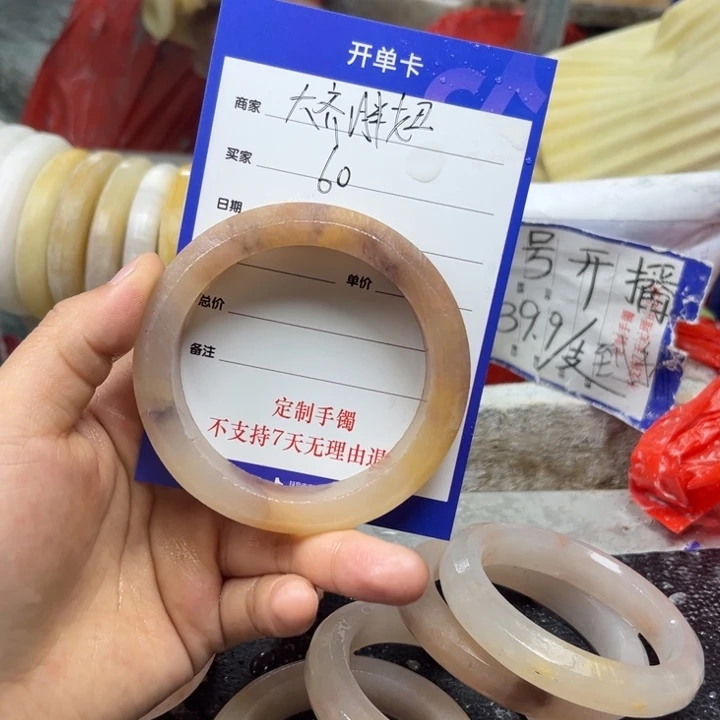 开单卡
商家 大齐胖妞
买家 60
日期
单价
总价
备注
定制手镯
不支持7天无理由退
号开播
39.9/支